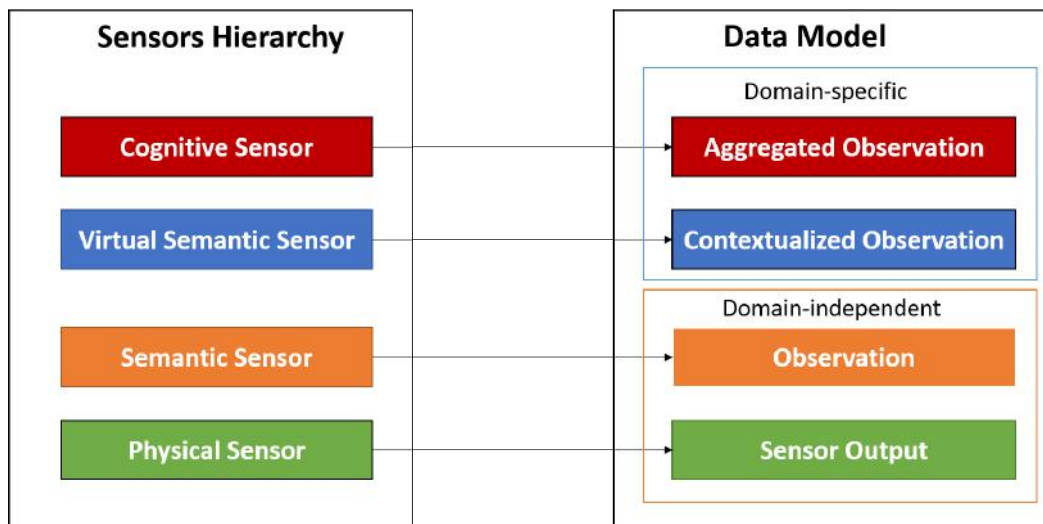 Sensors Hierarchy
Cognitive Sensor
Virtual Semantic Sensor
Semantic Sensor
Physical Sensor
Data Model
Domain-specific
Aggregated Observation
Contextualized Observation
Domain-independent
Observation
Sensor Output